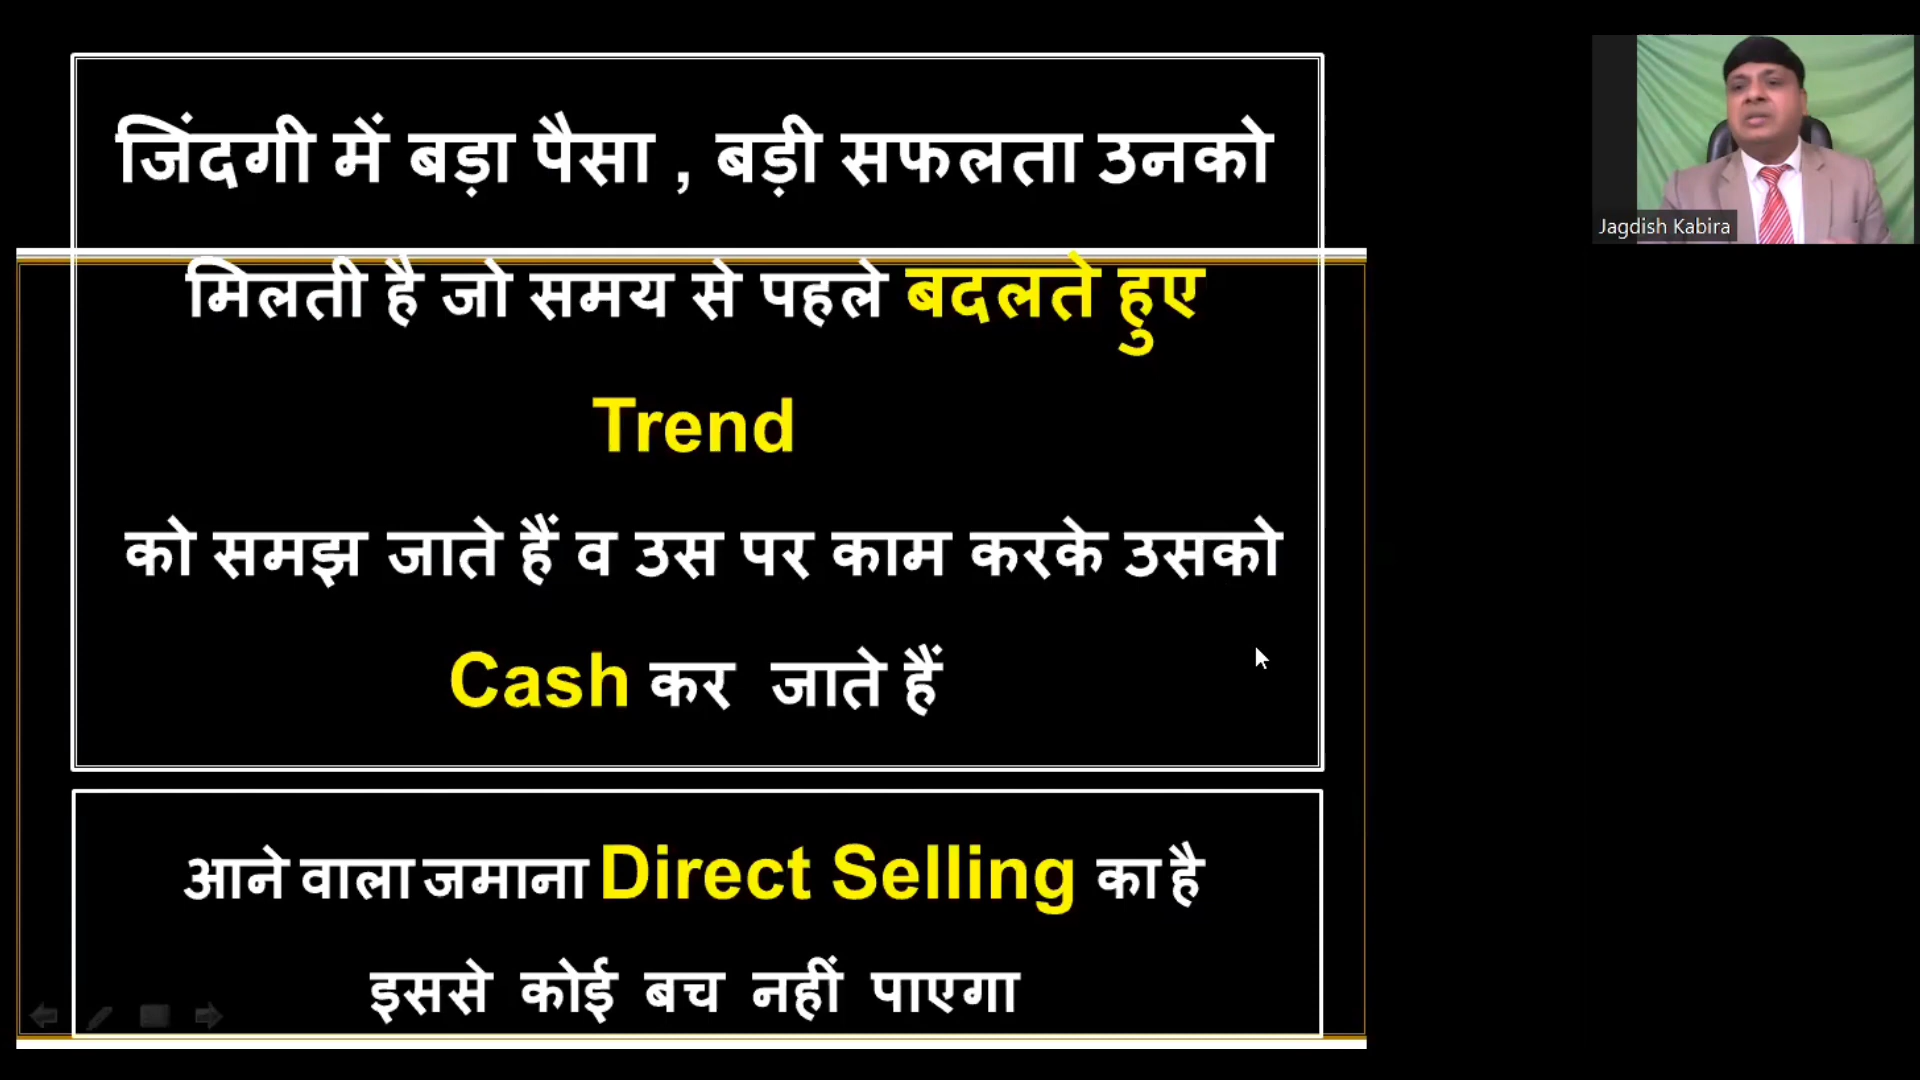 जिंदगी में बड़ा पैसा , बड़ी सफलता उनको
मिलती है जो समय से पहले बदलते हुए
Trend
को समझ जाते हैं व उस पर काम करके उसको
Cash कर जाते हैं
आने वाला जमाना Direct Selling का है
इससे कोई बच नहीं पाएगा
Jagdish Kabira